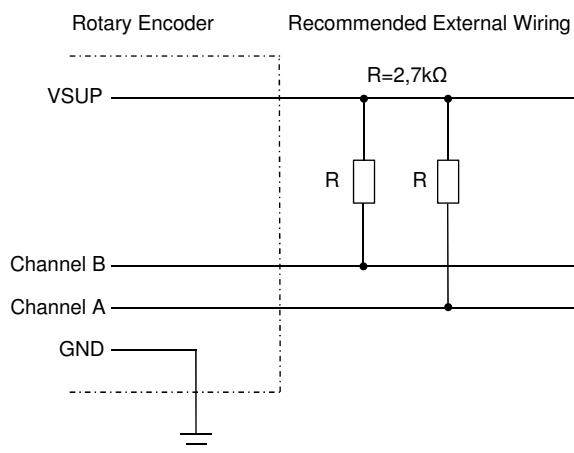 Rotary Encoder
Recommended External Wiring
R=2,7kΩ
VSUP
R
R
Channel B
Channel A
GND